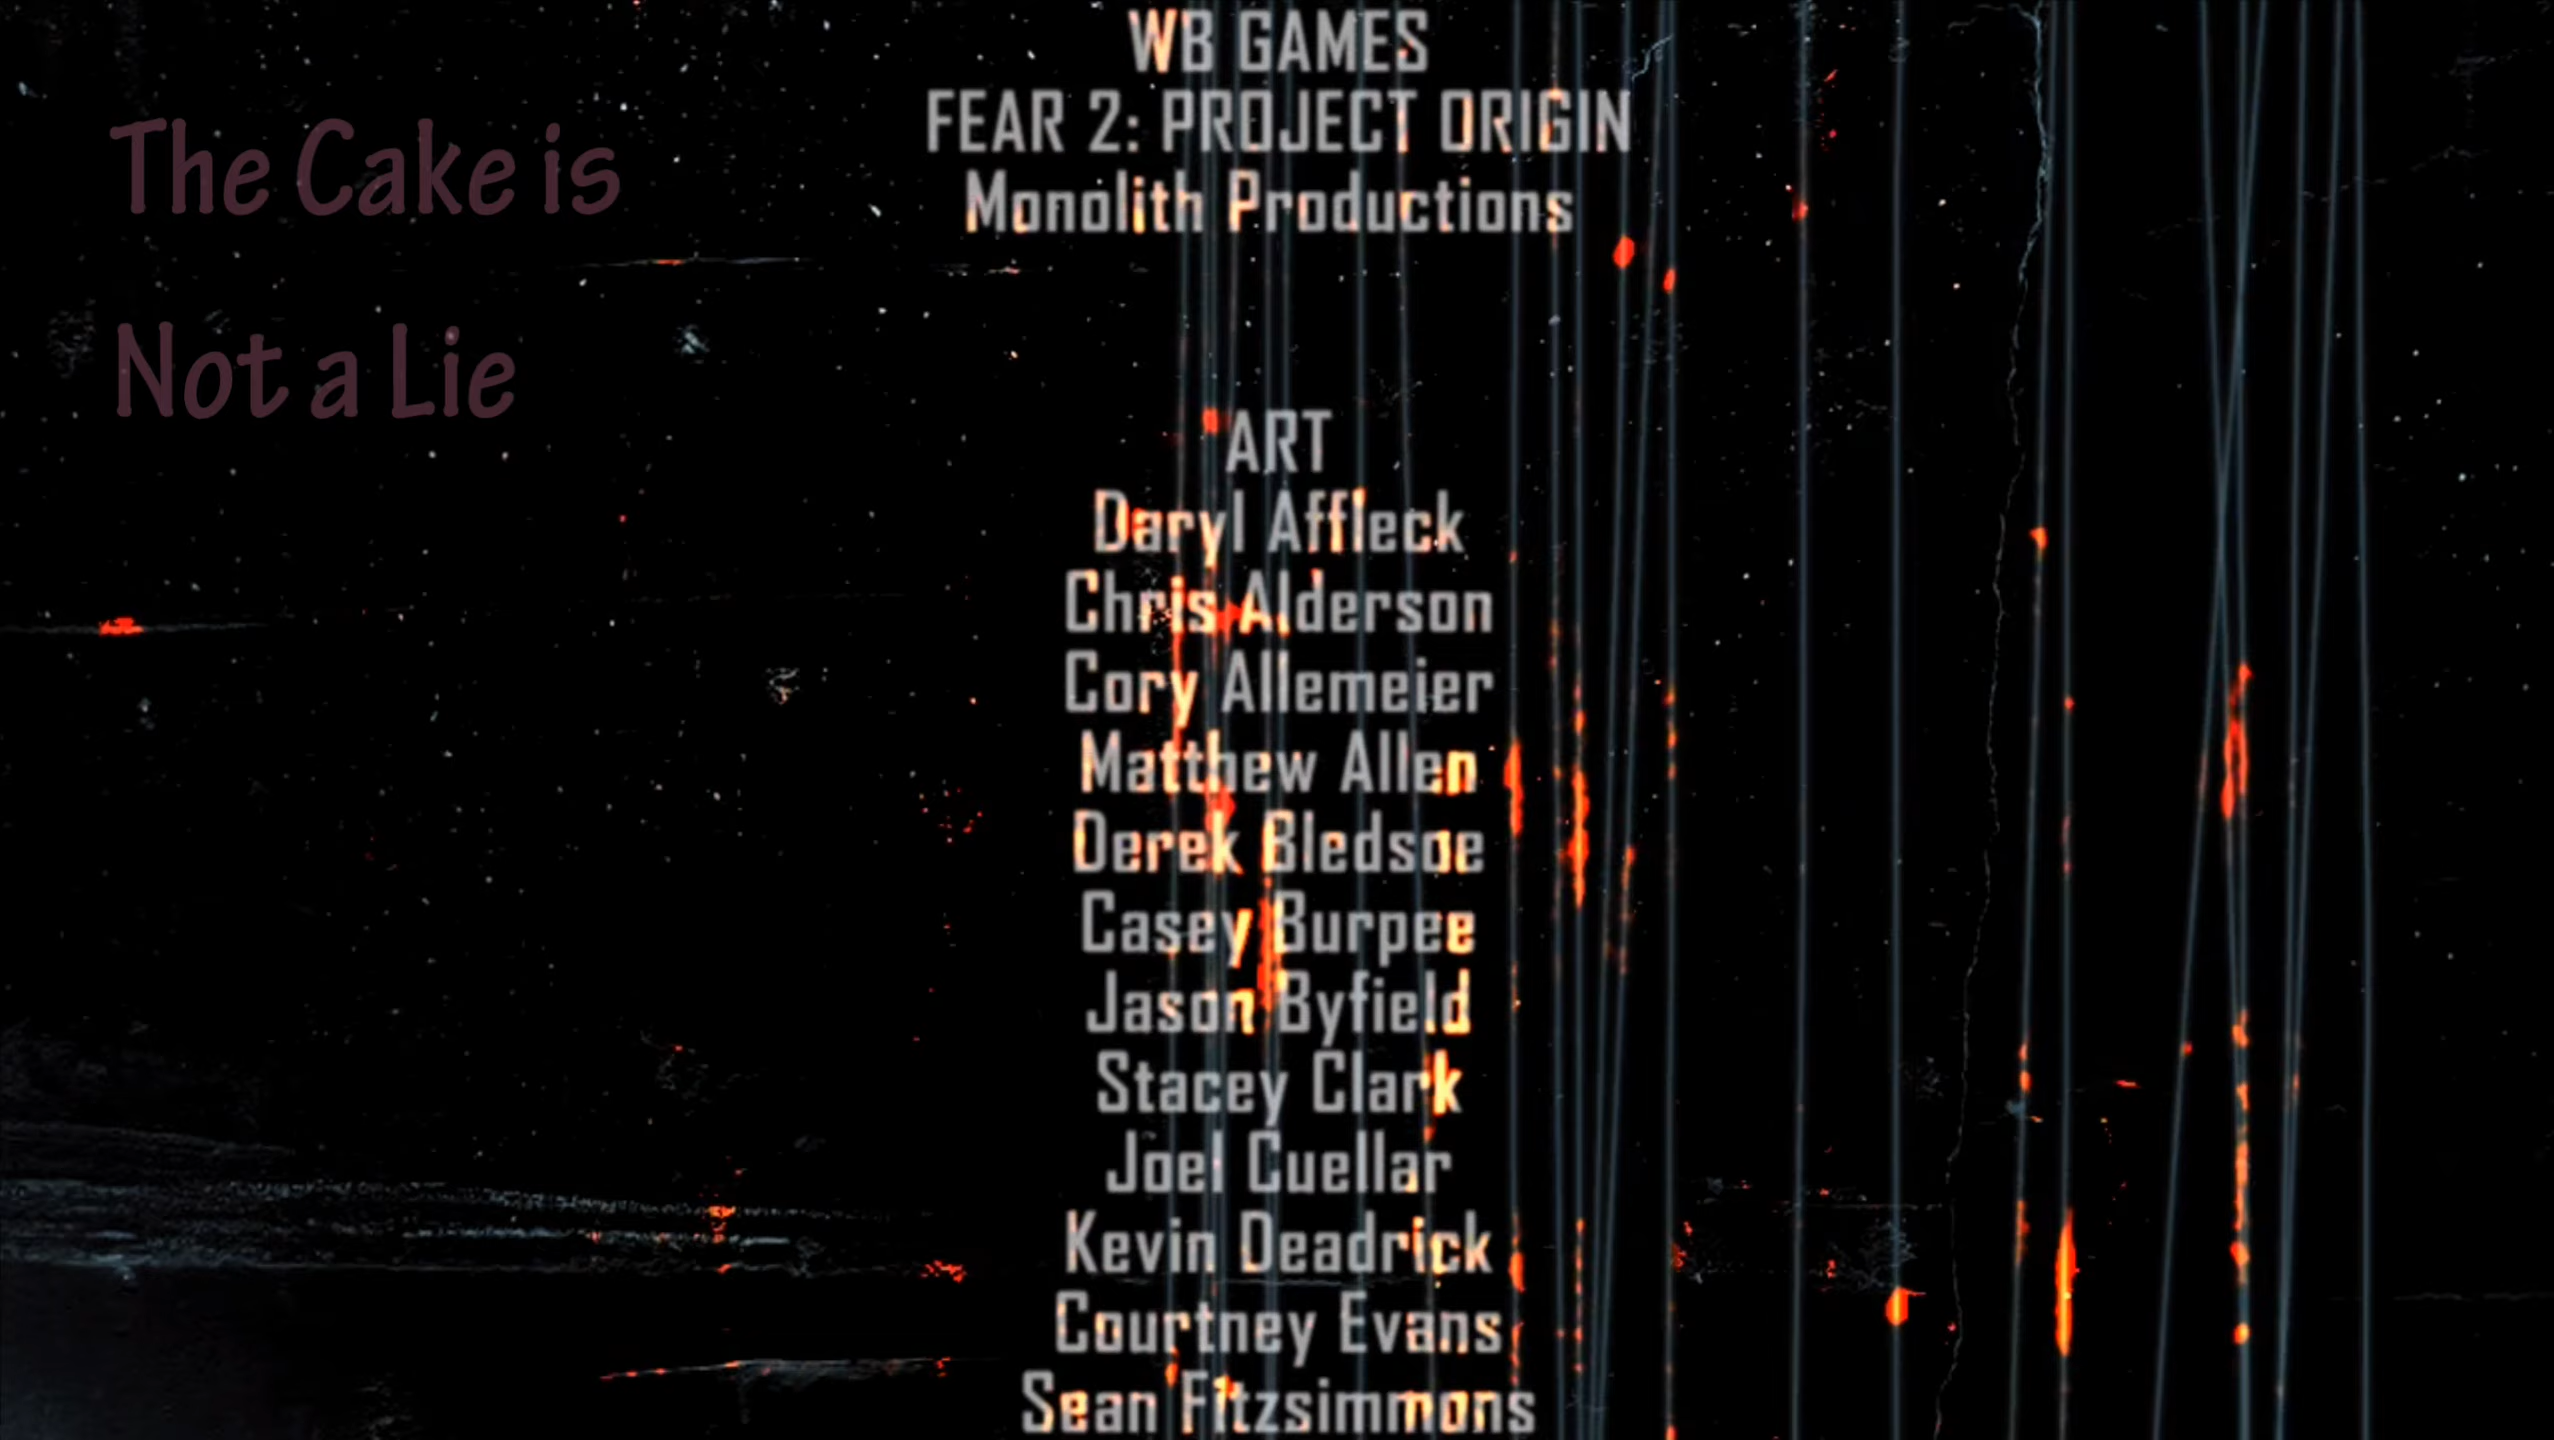 The Cake is
Not a Lie
WB GAMES
FEAR 2: PROJECT ORIGIN
Monolith Productions
ART
Daryl Affleck
Chris Alderson
Cory Allemeier
Matthew Allen
Derek Bledsoe
Casey Burpee
Jason Byfield
Stacey Clark
Joel Cuellar
Kevin Deadrick
Courtney Evans
Sean Fitzsimmons